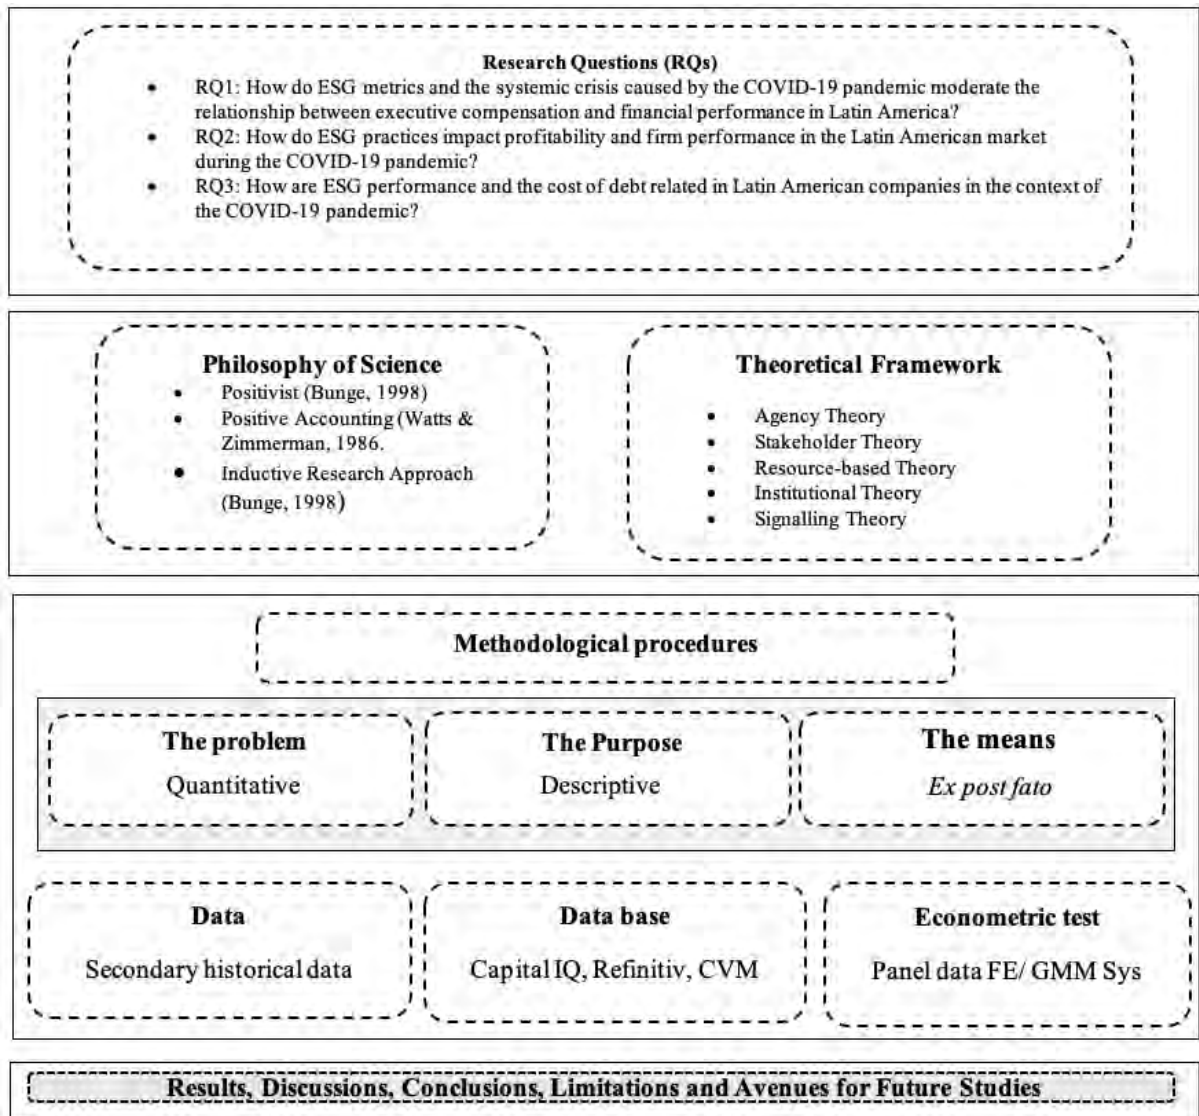 Research Questions (RQs)
• RQ1: How do ESG metrics and the systemic crisis caused by the COVID-19 pandemic moderate the
relationship between executive compensation and financial performance in Latin America?
• RQ2: How do ESG practices impact profitability and firm performance in the Latin American market
during the COVID-19 pandemic?
• RQ3: How are ESG performance and the cost of debt related in Latin American companies in the context of
the COVID-19 pandemic?
Philosophy of Science
• Positivist (Bunge, 1998)
• Positive Accounting (Watts &
Zimmerman, 1986.
• Inductive Research Approach
(Bunge, 1998)
Theoretical Framework
• Agency Theory
• Stakeholder Theory
• Resource-based Theory
• Institutional Theory
• Signalling Theory
Methodological procedures
The problem
Quantitative
The Purpose
Descriptive
The means
Ex post fato
Data
Secondary historical data
Data base
Capital IQ, Refinitiv, CVM
Econometric test
Panel data FE/ GMM Sys
Results, Discussions, Conclusions, Limitations and Avenues for Future Studies